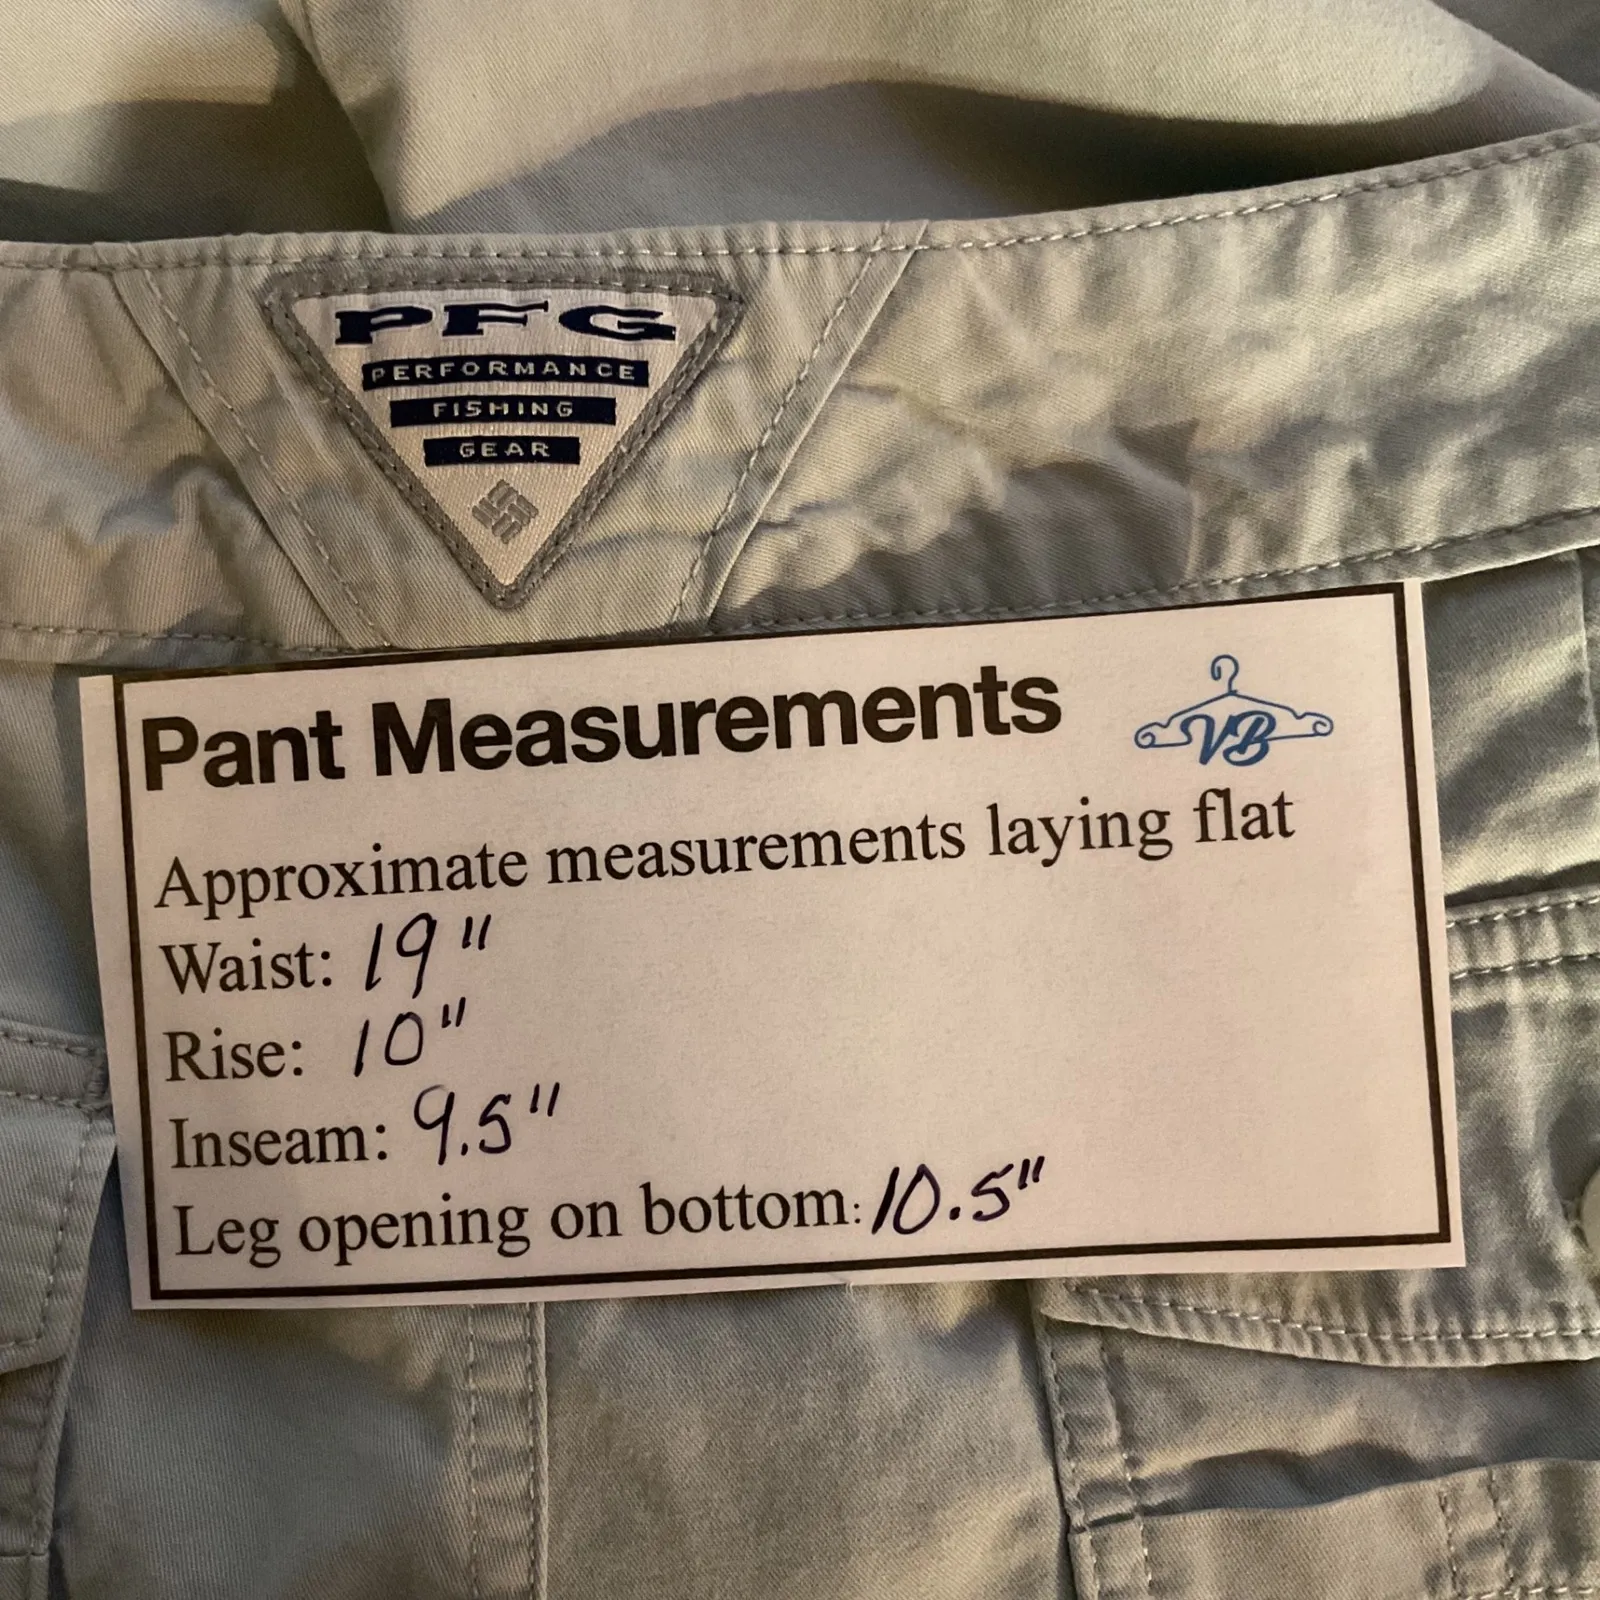 PFG
PERFORMANCE
FISHING
GEAR
Pant Measurements
VB
Approximate measurements laying flat
Waist: 19"
Rise: 10"
Inseam: 9.5"
Leg opening on bottom: 10.5"